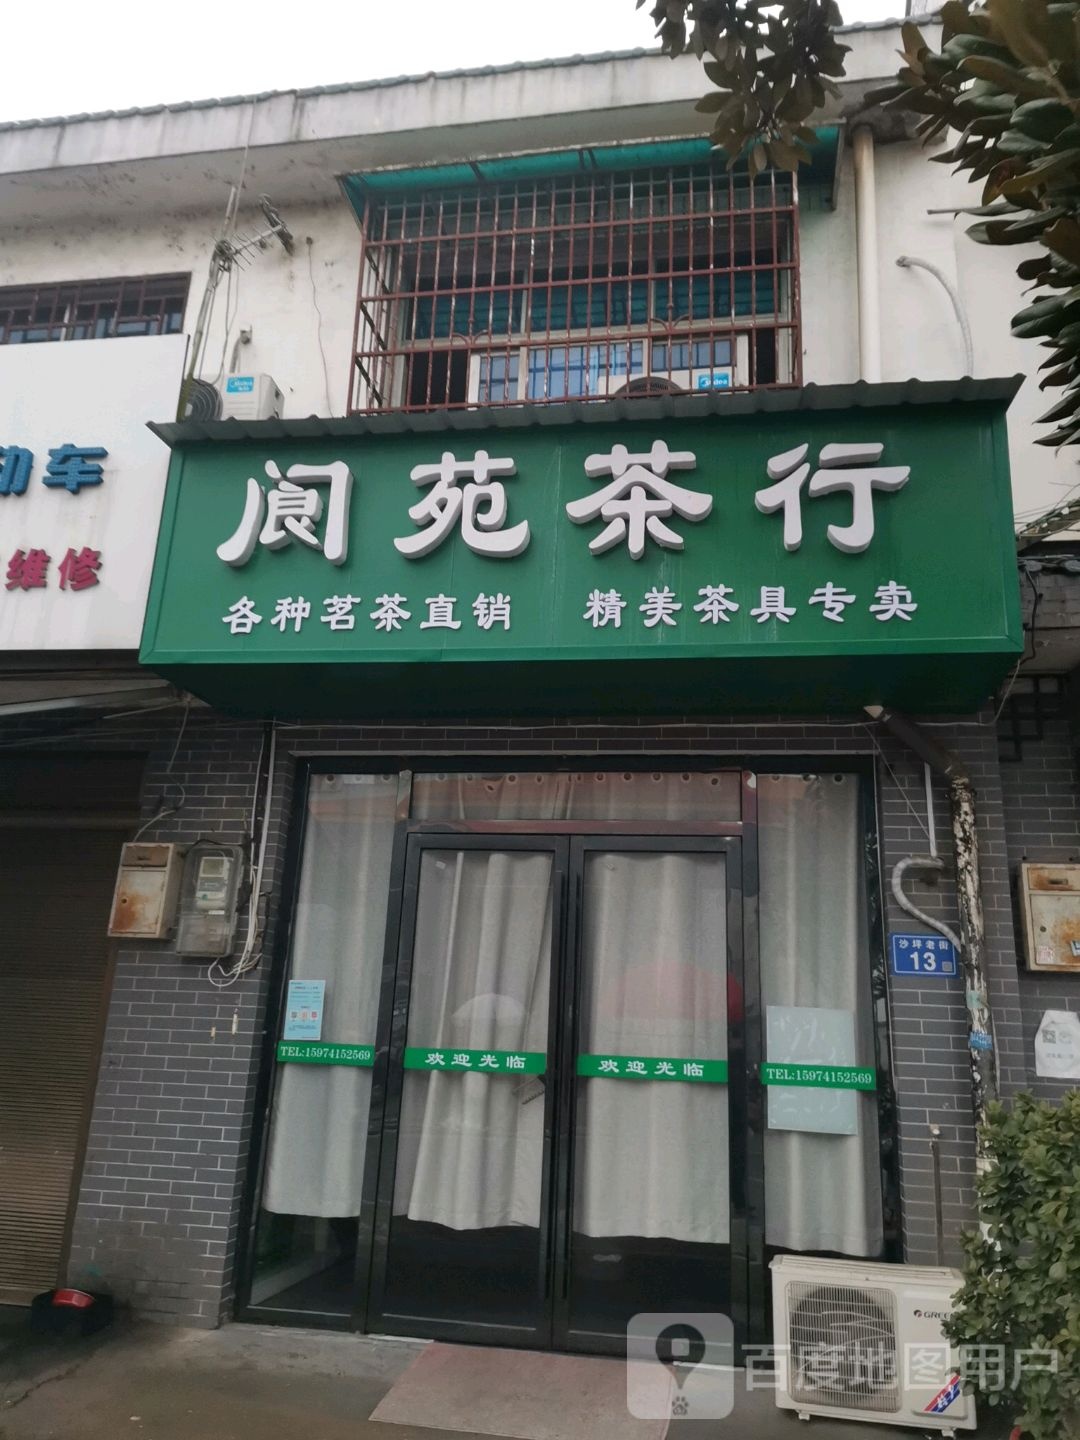 阆苑茶行
各种茗茶直销 精美茶具专卖
动车
维修
Midea
Midea
沙坪老街
13
TEL:15974152569
欢迎光临
欢迎光临
TEL:15974152569
GREE
百度地图用户